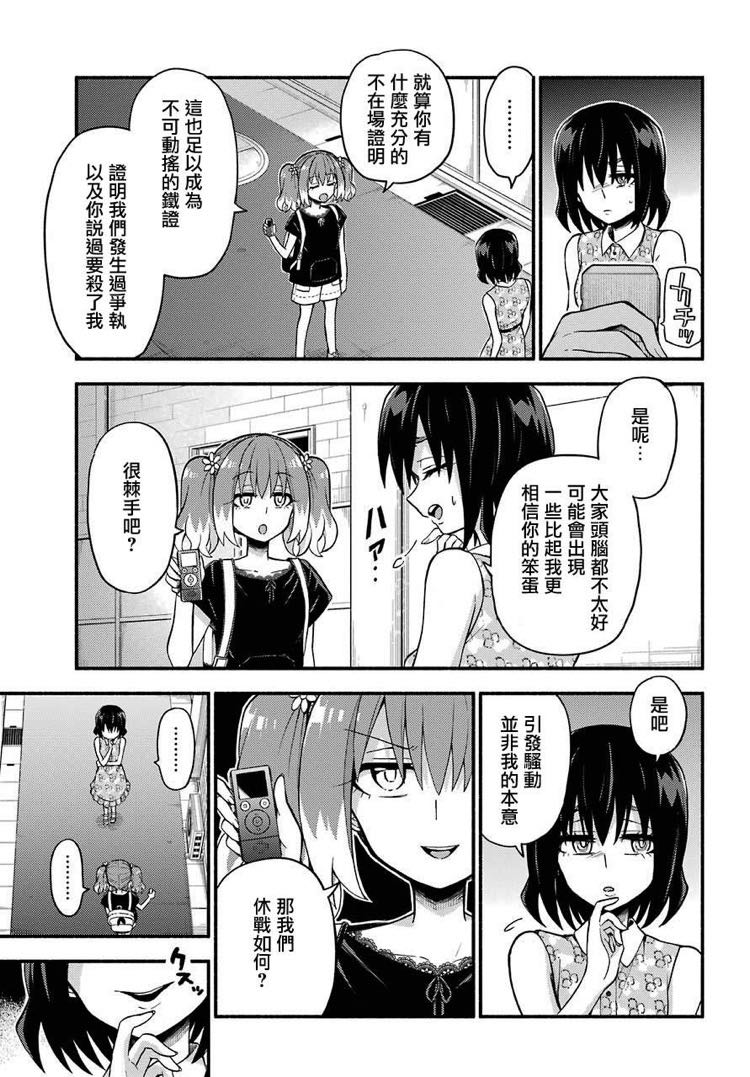 ………
カチッ
就算你有
什麼充分的
不在場證明
這也足以成為
不可動搖的鐵證
證明我們發生過爭執
以及你說過要殺了我
是呢…
大家頭腦都不太好
可能會出現
一些比起我更
相信你的笨蛋
ハァ…
很棘手吧？
是吧
引發騷動
並非我的本意
那我們
休戰如何？
………
………
クスッ